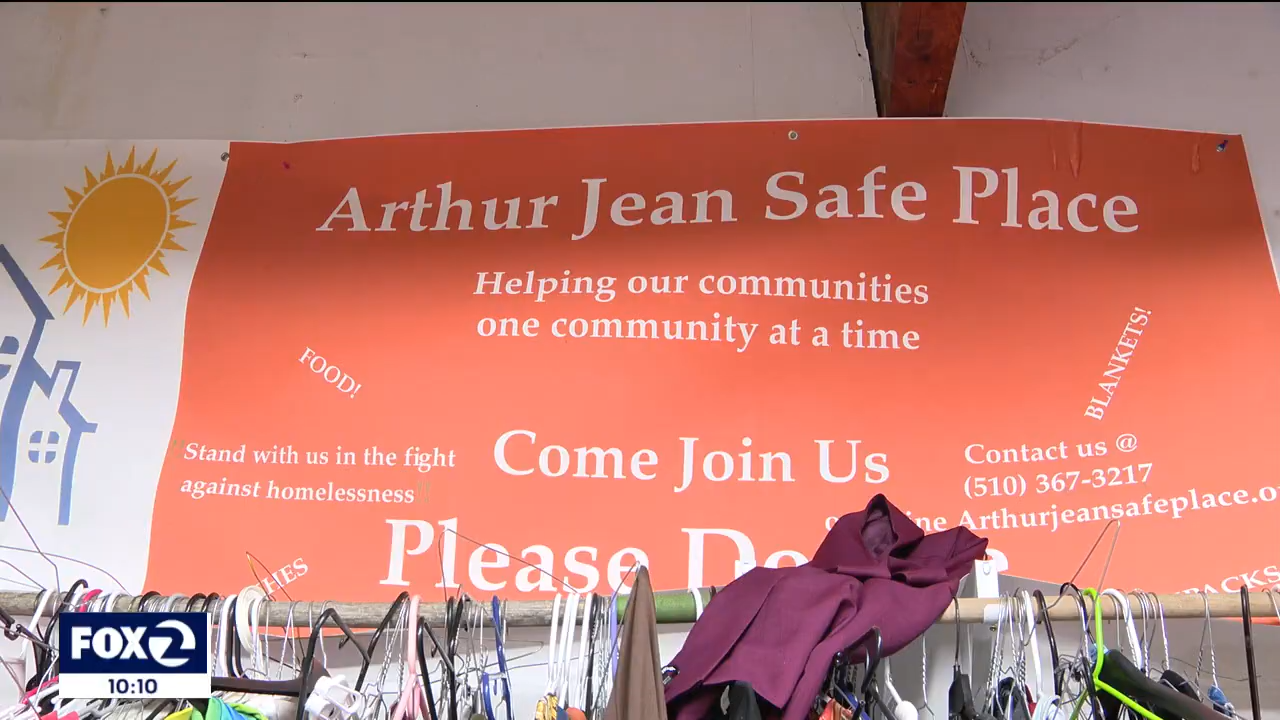 Arthur Jean Safe Place
Helping our communities
one community at a time
FOOD!
BLANKETS!
"Stand with us in the fight
against homelessness"
Come Join Us
Contact us @
(510) 367-3217
Arthurjeansafeplace.o
Please
FOX 2
10:10